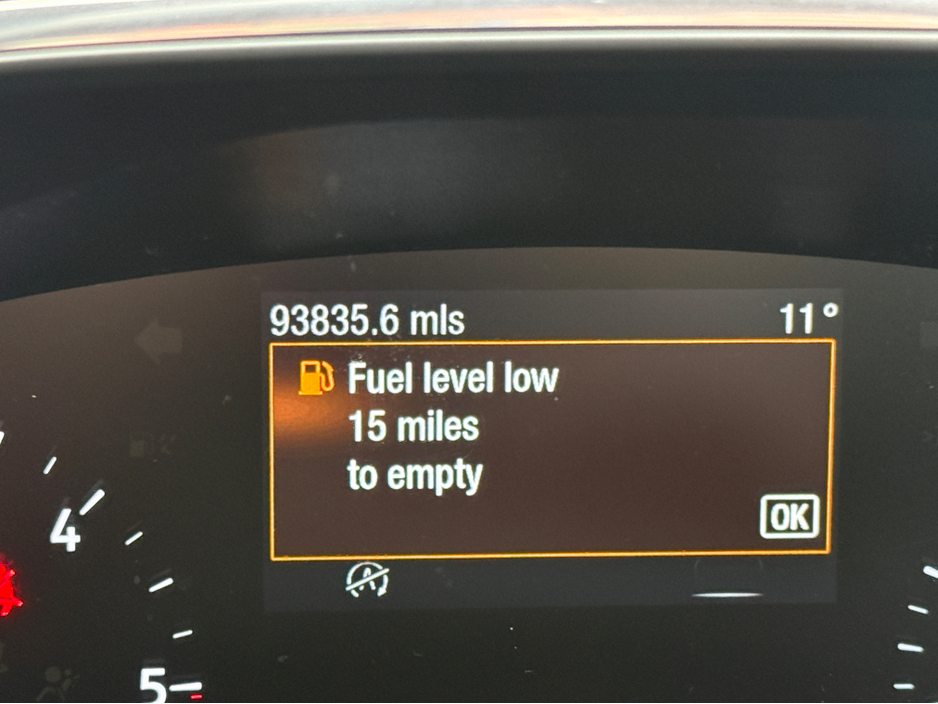 93835.6 mls 11°
Fuel level low
15 miles
to empty
OK
4
A
5